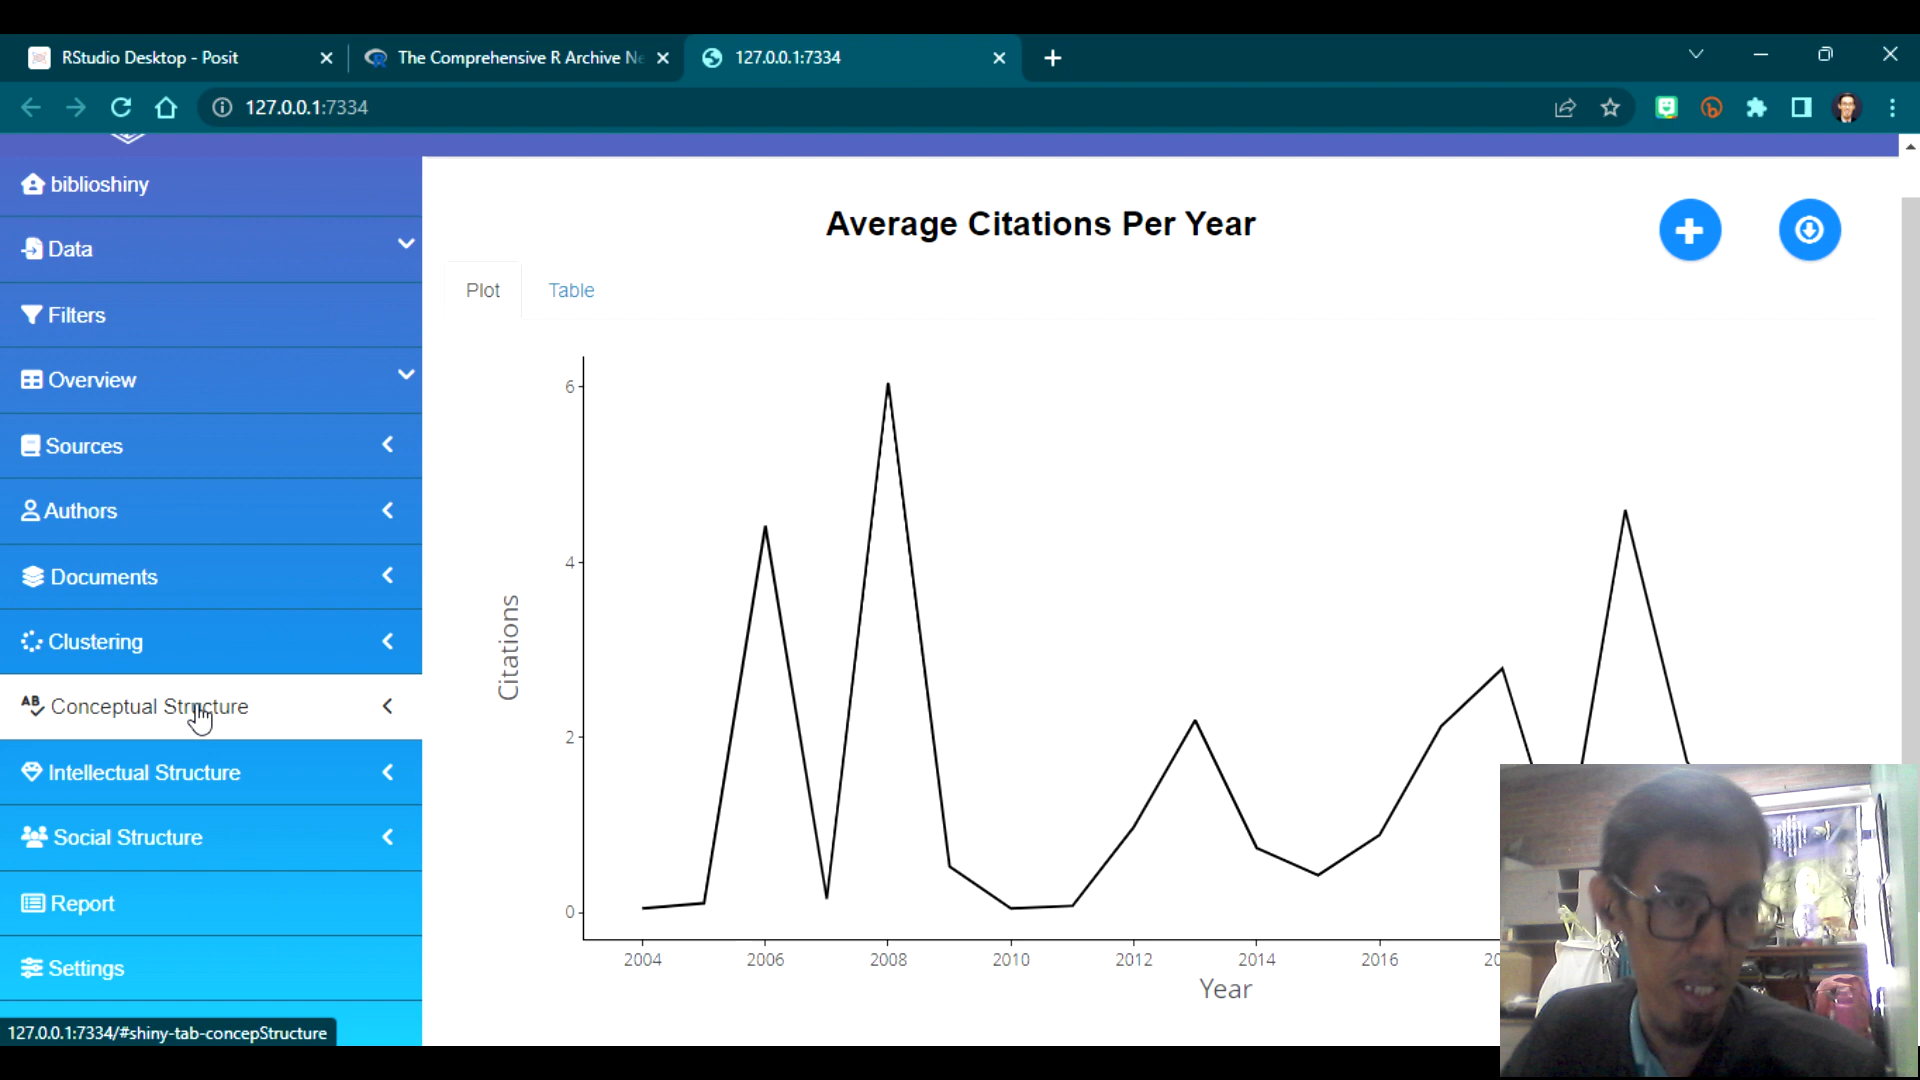 RStudio Desktop - Posit
The Comprehensive R Archive Ne
127.0.0.1:7334
127.0.0.1:7334
biblioshiny
Data
Filters
Overview
Sources
Authors
Documents
Clustering
AB Conceptual Structure
Intellectual Structure
Social Structure
Report
Settings
127.0.0.1:7334/#shiny-tab-concepStructure
Average Citations Per Year
Plot Table
6
4
2
0
Citations
2004 2006 2008 2010 2012 2014 2016 20
Year